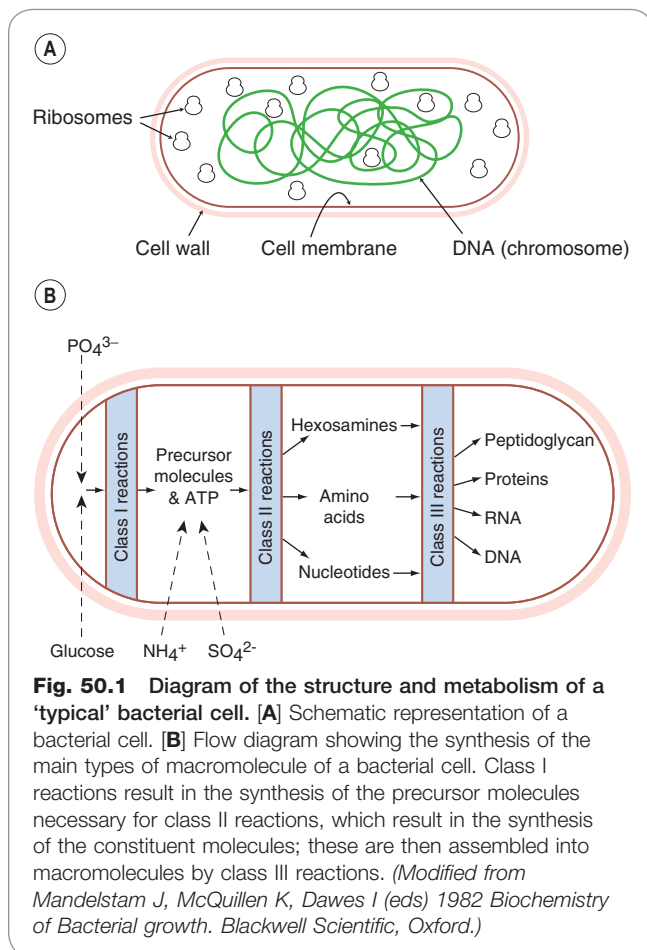 A
Ribosomes
Cell wall
Cell membrane
DNA (chromosome)
B
PO₄³⁻
Class I reactions
Precursor
molecules
& ATP
Class II reactions
Hexosamines
Amino
acids
Nucleotides
Class III reactions
Peptidoglycan
Proteins
RNA
DNA
Glucose
NH₄⁺
SO₄²⁻
Fig. 50.1 Diagram of the structure and metabolism of a
‘typical’ bacterial cell. [A] Schematic representation of a
bacterial cell. [B] Flow diagram showing the synthesis of the
main types of macromolecule of a bacterial cell. Class I
reactions result in the synthesis of the precursor molecules
necessary for class II reactions, which result in the synthesis
of the constituent molecules; these are then assembled into
macromolecules by class III reactions. (Modified from
Mandelstam J, McQuillen K, Dawes I (eds) 1982 Biochemistry
of Bacterial growth. Blackwell Scientific, Oxford.)